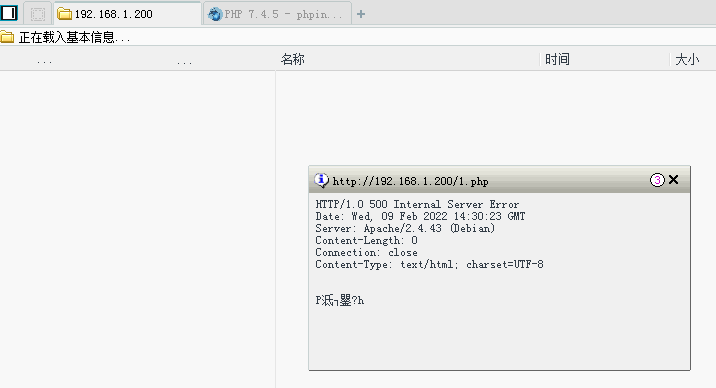 192.168.1.200
PHP 7.4.5 - phpin...
正在载入基本信息...
... ... 名称 时间 大小
http://192.168.1.200/1.php 3
HTTP/1.0 500 Internal Server Error
Date: Wed, 09 Feb 2022 14:30:23 GMT
Server: Apache/2.4.43 (Debian)
Content-Length: 0
Connection: close
Content-Type: text/html; charset=UTF-8